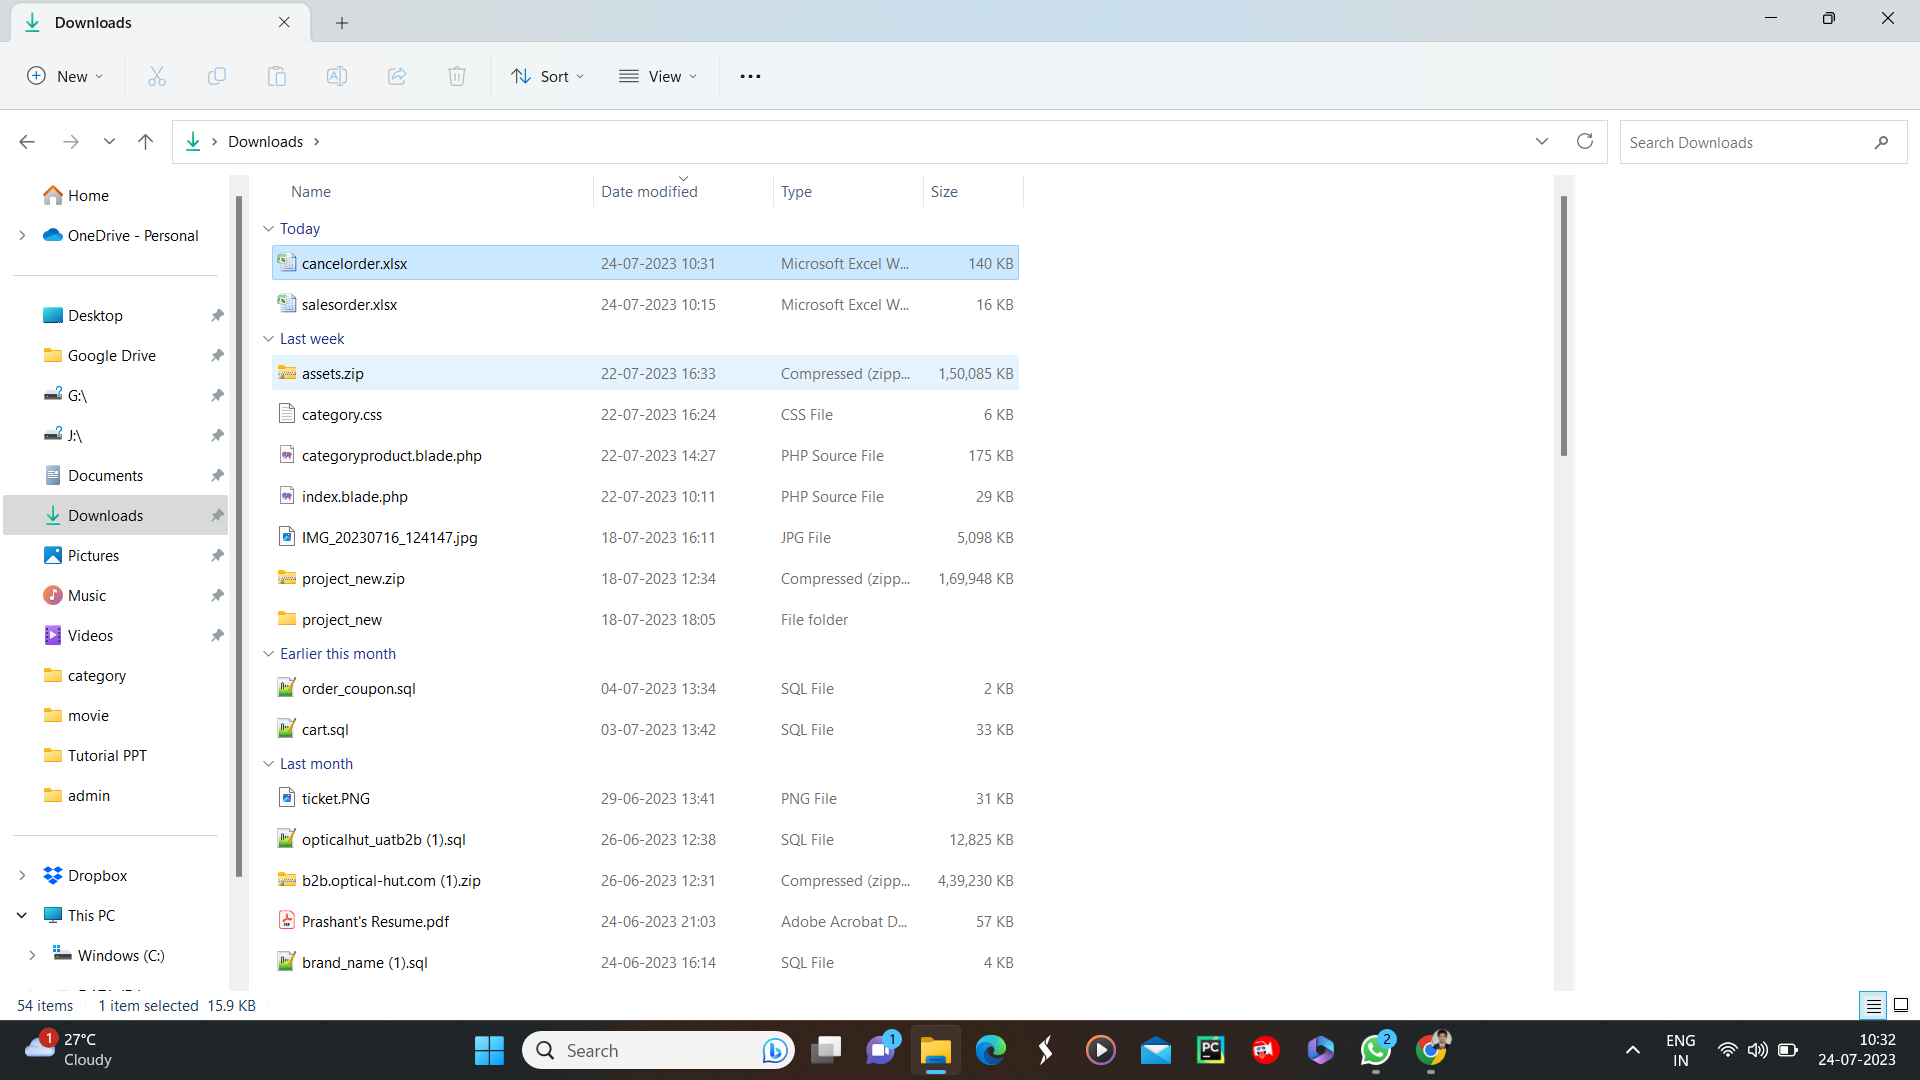 Downloads
New
Sort
View
Downloads
Search Downloads
Home
OneDrive - Personal
Desktop
Google Drive
G:\
J:\
Documents
Downloads
Pictures
Music
Videos
category
movie
Tutorial PPT
admin
Dropbox
This PC
Windows (C:)
Name Date modified Type Size
Today
cancelorder.xlsx 24-07-2023 10:31 Microsoft Excel W... 140 KB
salesorder.xlsx 24-07-2023 10:15 Microsoft Excel W... 16 KB
Last week
assets.zip 22-07-2023 16:33 Compressed (zipp... 1,50,085 KB
category.css 22-07-2023 16:24 CSS File 6 KB
categoryproduct.blade.php 22-07-2023 14:27 PHP Source File 175 KB
index.blade.php 22-07-2023 10:11 PHP Source File 29 KB
IMG_20230716_124147.jpg 18-07-2023 16:11 JPG File 5,098 KB
project_new.zip 18-07-2023 12:34 Compressed (zipp... 1,69,948 KB
project_new 18-07-2023 18:05 File folder
Earlier this month
order_coupon.sql 04-07-2023 13:34 SQL File 2 KB
cart.sql 03-07-2023 13:42 SQL File 33 KB
Last month
ticket.PNG 29-06-2023 13:41 PNG File 31 KB
opticalhut_uatb2b (1).sql 26-06-2023 12:38 SQL File 12,825 KB
b2b.optical-hut.com (1).zip 26-06-2023 12:31 Compressed (zipp... 4,39,230 KB
Prashant's Resume.pdf 24-06-2023 21:03 Adobe Acrobat D... 57 KB
brand_name (1).sql 24-06-2023 16:14 SQL File 4 KB
54 items 1 item selected 15.9 KB
1 27°C
Cloudy
Search
1
PC
2
ENG
IN
10:32
24-07-2023